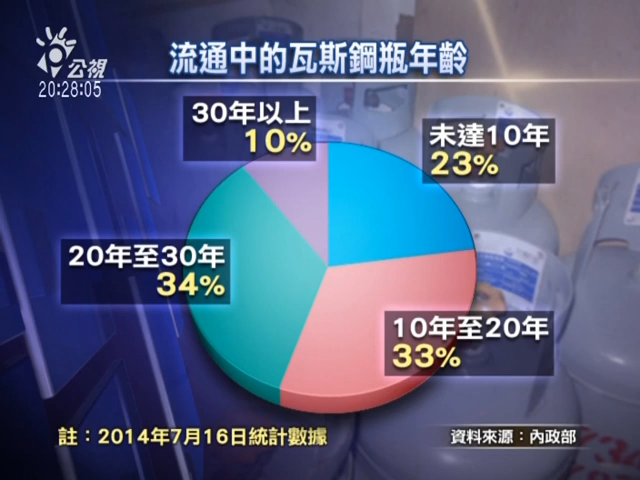 流通中的瓦斯鋼瓶年齡
公視
20:28:05
30年以上
10%
未達10年
23%
20年至30年
34%
10年至20年
33%
註：2014年7月16日統計數據
資料來源：內政部